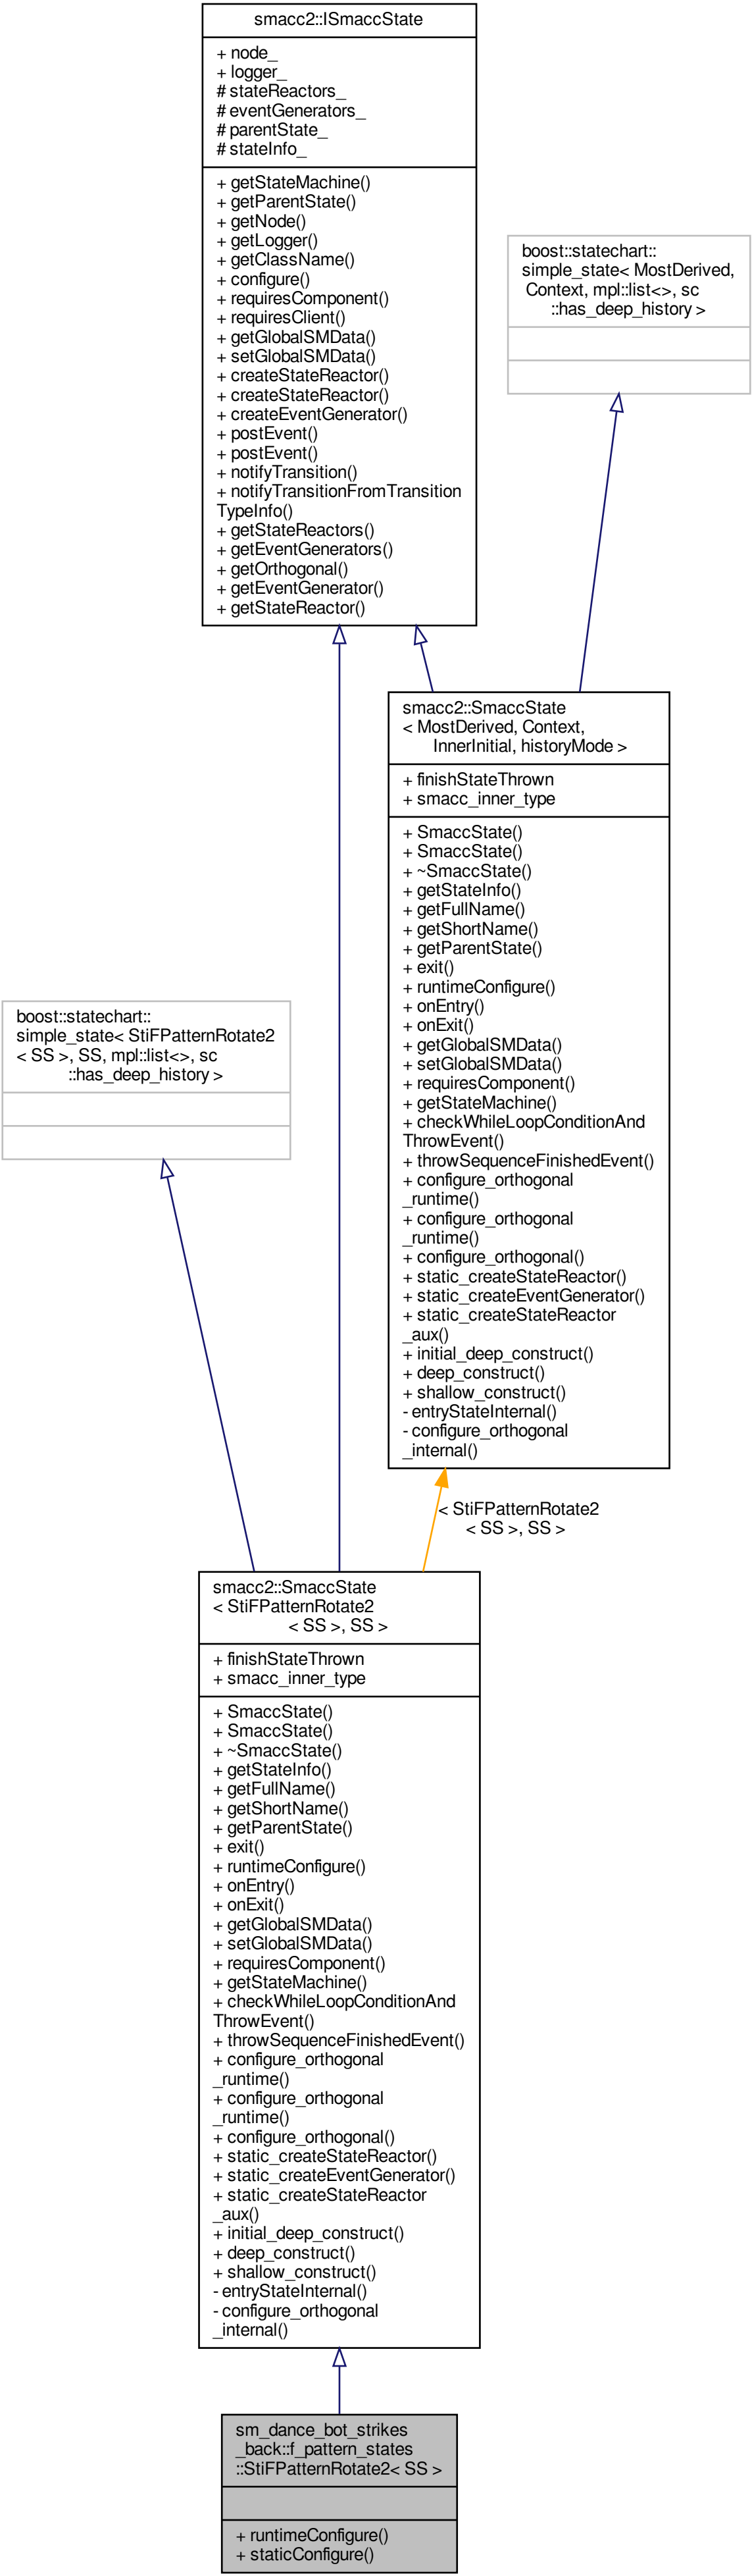 smacc2::ISmaccState
+ node_
+ logger_
# stateReactors_
# eventGenerators_
# parentState_
# stateInfo_
+ getStateMachine()
+ getParentState()
+ getNode()
+ getLogger()
+ getClassName()
+ configure()
+ requiresComponent()
+ requiresClient()
+ getGlobalSMData()
+ setGlobalSMData()
+ createStateReactor()
+ createStateReactor()
+ createEventGenerator()
+ postEvent()
+ postEvent()
+ notifyTransition()
+ notifyTransitionFromTransition
TypeInfo()
+ getStateReactors()
+ getEventGenerators()
+ getOrthogonal()
+ getEventGenerator()
+ getStateReactor()
boost::statechart::
simple_state< MostDerived,
Context, mpl::list<>, sc
::has_deep_history >
smacc2::SmaccState
< MostDerived, Context,
InnerInitial, historyMode >
+ finishStateThrown
+ smacc_inner_type
+ SmaccState()
+ SmaccState()
+ ~SmaccState()
+ getStateInfo()
+ getFullName()
+ getShortName()
+ getParentState()
+ exit()
+ runtimeConfigure()
+ onEntry()
+ onExit()
+ getGlobalSMData()
+ setGlobalSMData()
+ requiresComponent()
+ getStateMachine()
+ checkWhileLoopConditionAnd
ThrowEvent()
+ throwSequenceFinishedEvent()
+ configure_orthogonal
_runtime()
+ configure_orthogonal
_runtime()
+ configure_orthogonal()
+ static_createStateReactor()
+ static_createEventGenerator()
+ static_createStateReactor
_aux()
+ initial_deep_construct()
+ deep_construct()
+ shallow_construct()
- entryStateInternal()
- configure_orthogonal
_internal()
boost::statechart::
simple_state< StiFPatternRotate2
< SS >, SS, mpl::list<>, sc
::has_deep_history >
< StiFPatternRotate2
< SS >, SS >
smacc2::SmaccState
< StiFPatternRotate2
< SS >, SS >
+ finishStateThrown
+ smacc_inner_type
+ SmaccState()
+ SmaccState()
+ ~SmaccState()
+ getStateInfo()
+ getFullName()
+ getShortName()
+ getParentState()
+ exit()
+ runtimeConfigure()
+ onEntry()
+ onExit()
+ getGlobalSMData()
+ setGlobalSMData()
+ requiresComponent()
+ getStateMachine()
+ checkWhileLoopConditionAnd
ThrowEvent()
+ throwSequenceFinishedEvent()
+ configure_orthogonal
_runtime()
+ configure_orthogonal
_runtime()
+ configure_orthogonal()
+ static_createStateReactor()
+ static_createEventGenerator()
+ static_createStateReactor
_aux()
+ initial_deep_construct()
+ deep_construct()
+ shallow_construct()
- entryStateInternal()
- configure_orthogonal
_internal()
sm_dance_bot_strikes
_back::f_pattern_states
::StiFPatternRotate2< SS >
+ runtimeConfigure()
+ staticConfigure()